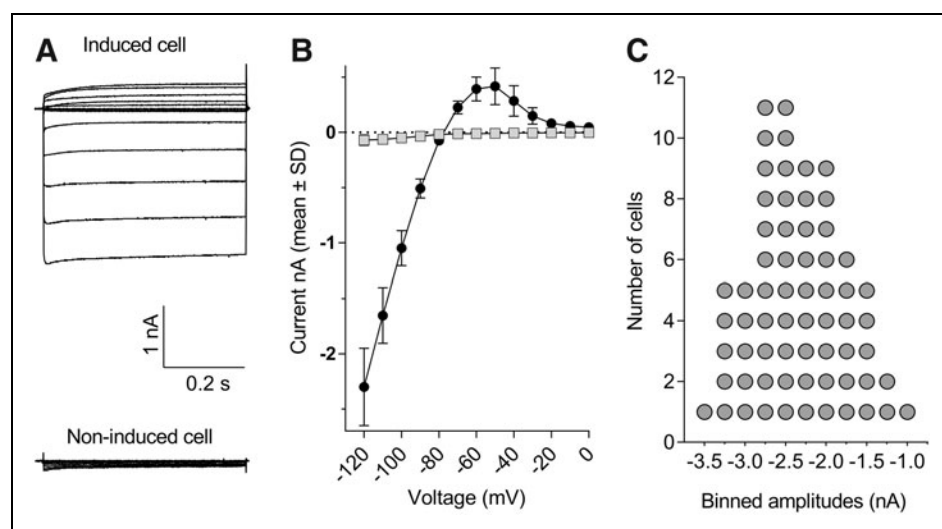 A
Induced cell
1 nA
0.2 s
Non-induced cell
B
Current nA (mean ± SD)
0
-1
-2
-120
-100
-80
-60
-40
-20
0
Voltage (mV)
C
Number of cells
12
10
8
6
4
2
0
-3.5 -3.0 -2.5 -2.0 -1.5 -1.0
Binned amplitudes (nA)